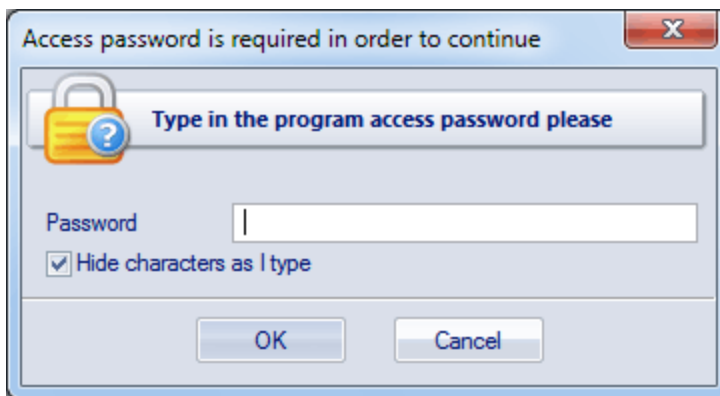 Access password is required in order to continue
Type in the program access password please
Password
Hide characters as I type
OK
Cancel